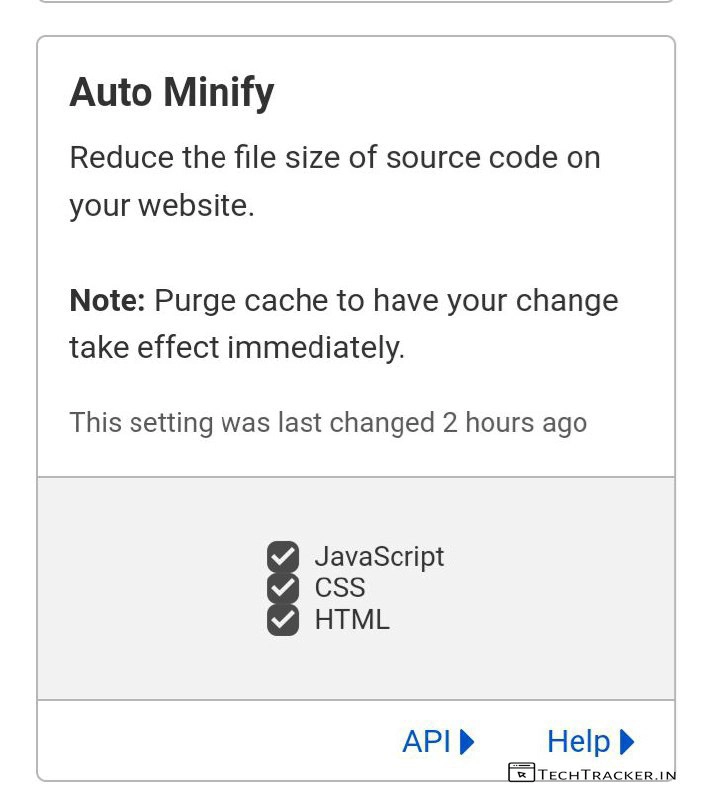 Auto Minify
Reduce the file size of source code on
your website.
Note: Purge cache to have your change
take effect immediately.
This setting was last changed 2 hours ago
JavaScript
CSS
HTML
API
Help
TECHTRACKER.IN